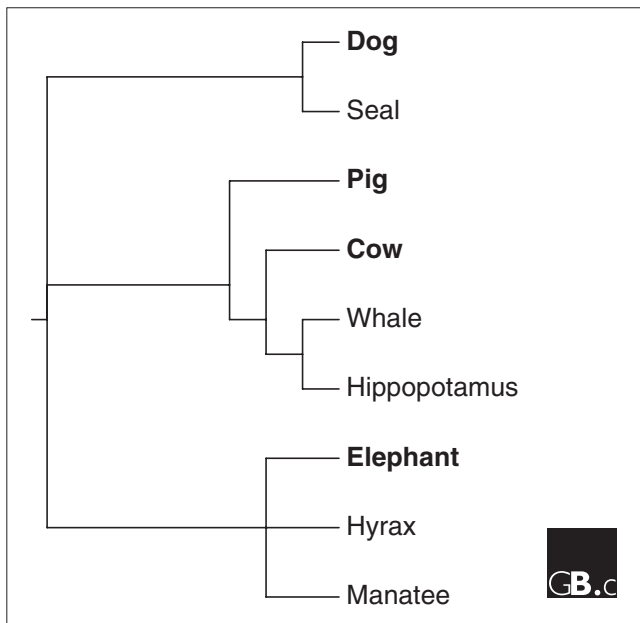 Dog
Seal
Pig
Cow
Whale
Hippopotamus
Elephant
Hyrax
Manatee
GB.c